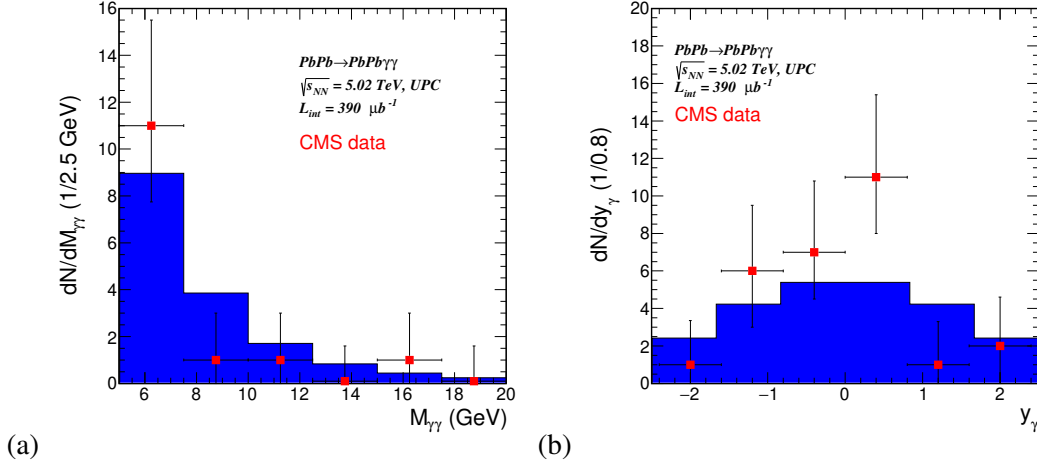 dN/dM_γγ (1/2.5 GeV)
16
14
12
10
8
6
4
2
0
PbPb→PbPbγγ
√s_NN = 5.02 TeV, UPC
L_int = 390 μb⁻¹
CMS data
6 8 10 12 14 16 18 20
M_γγ (GeV)
(a)
dN/dy_γ (1/0.8)
20
18
16
14
12
10
8
6
4
2
0
PbPb→PbPbγγ
√s_NN = 5.02 TeV, UPC
L_int = 390 μb⁻¹
CMS data
−2 −1 0 1 2
y_γ
(b)